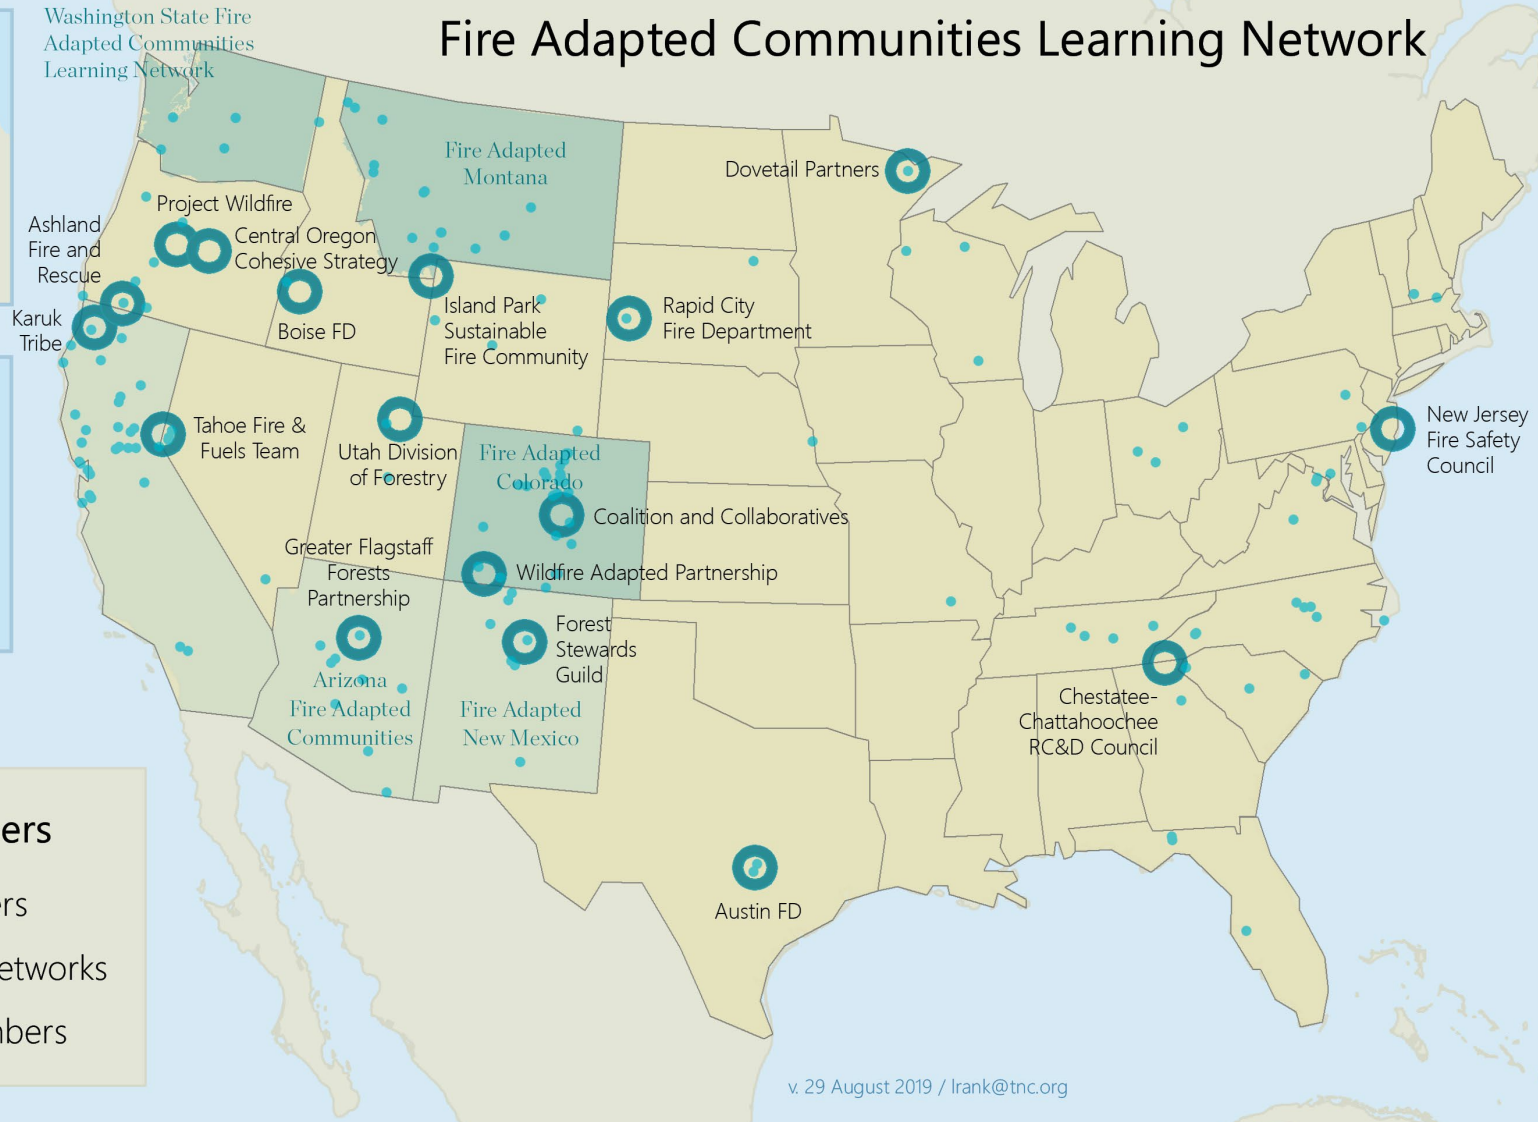 Washington State Fire
Adapted Communities
Learning Network
Fire Adapted Communities Learning Network
Fire Adapted
Montana
Dovetail Partners
Project Wildfire
Ashland
Fire and
Rescue
Central Oregon
Cohesive Strategy
Karuk
Tribe
Boise FD
Island Park
Sustainable
Fire Community
Rapid City
Fire Department
Tahoe Fire &
Fuels Team
Utah Division
of Forestry
Fire Adapted
Colorado
New Jersey
Fire Safety
Council
Coalition and Collaboratives
Greater Flagstaff
Forests
Partnership
Wildfire Adapted Partnership
Forest
Stewards
Guild
Arizona
Fire Adapted
Communities
Fire Adapted
New Mexico
Chestatee-
Chattahoochee
RC&D Council
ers
ers
etworks
bers
Austin FD
v. 29 August 2019 / lrank@tnc.org